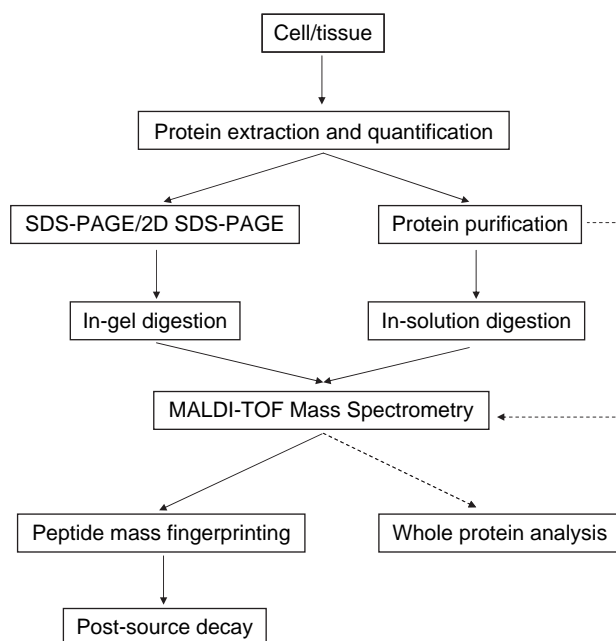 Cell/tissue
Protein extraction and quantification
SDS-PAGE/2D SDS-PAGE
Protein purification
In-gel digestion
In-solution digestion
MALDI-TOF Mass Spectrometry
Peptide mass fingerprinting
Whole protein analysis
Post-source decay